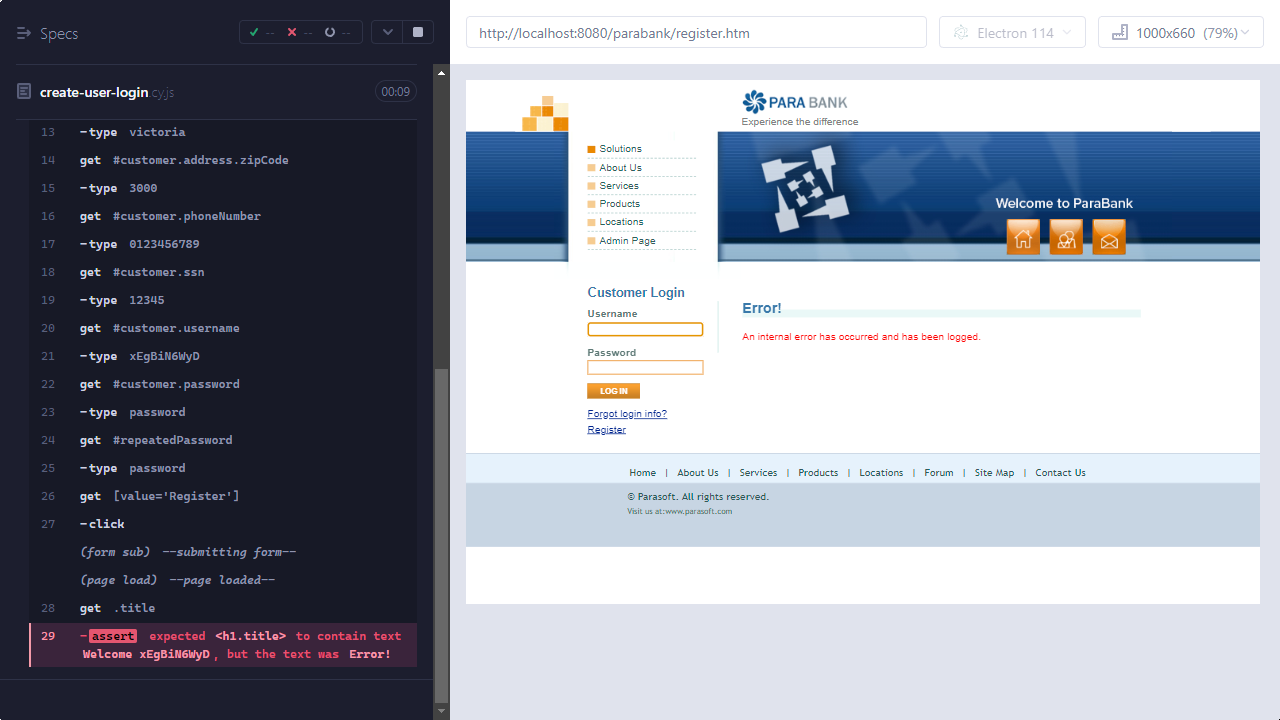 Specs
--
--
--
create-user-login.cy.js
00:09
13 -type victoria
14 get #customer.address.zipCode
15 -type 3000
16 get #customer.phoneNumber
17 -type 0123456789
18 get #customer.ssn
19 -type 12345
20 get #customer.username
21 -type xEgBiN6WyD
22 get #customer.password
23 -type password
24 get #repeatedPassword
25 -type password
26 get [value='Register']
27 -click
(form sub) --submitting form--
(page load) --page loaded--
28 get .title
29 -assert expected <h1.title> to contain text
Welcome xEgBiN6WyD, but the text was Error!
http://localhost:8080/parabank/register.htm
Electron 114
1000x660 (79%)
PARA BANK
Experience the difference
Solutions
About Us
Services
Products
Locations
Admin Page
Welcome to ParaBank
Customer Login
Username
Password
LOG IN
Forgot login info?
Register
Error!
An internal error has occurred and has been logged.
Home | About Us | Services | Products | Locations | Forum | Site Map | Contact Us
© Parasoft. All rights reserved.
Visit us at:www.parasoft.com